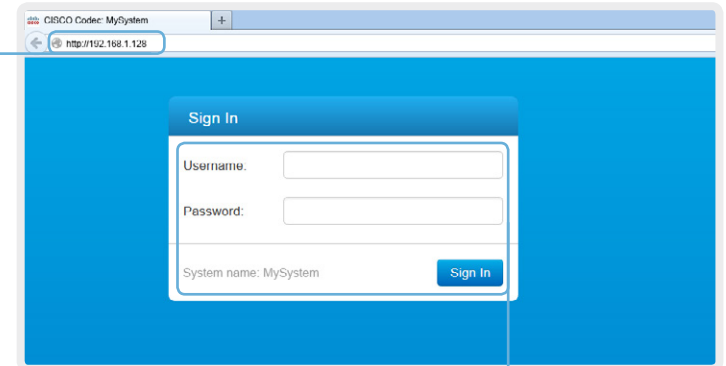 CISCO Codec: MySystem
+
http://192.168.1.128
Sign In
Username:
Password:
System name: MySystem
Sign In